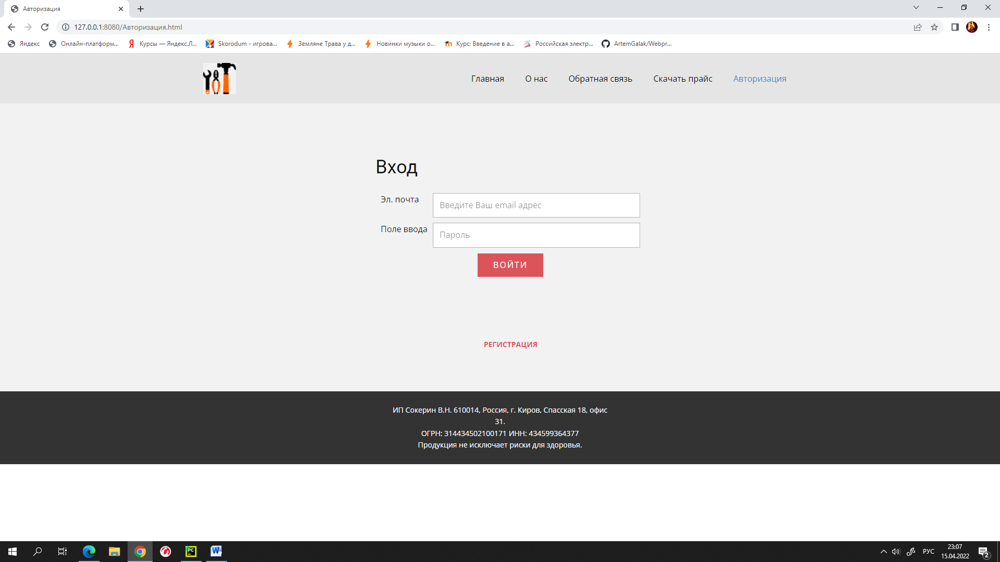 Авторизация
127.0.0.1:8080/Авторизация.html
Яндекс Онлайн-платформ... Курсы — Яндекс.Л... Skorodum - игрова... Земляне Трава у д... Новинки музыки о... Курс: Введение в а... Российская электр... ArtemGalak/Webpr...
Главная О нас Обратная связь Скачать прайс Авторизация
Вход
Эл. почта Введите Ваш email адрес
Поле ввода Пароль
ВОЙТИ
РЕГИСТРАЦИЯ
ИП Сокерин В.Н. 610014, Россия, г. Киров, Спасская 18, офис
31.
ОГРН: 314434502100171 ИНН: 434599364377
Продукция не исключает риски для здоровья.
PC W РУС 23:07
15.04.2022 2